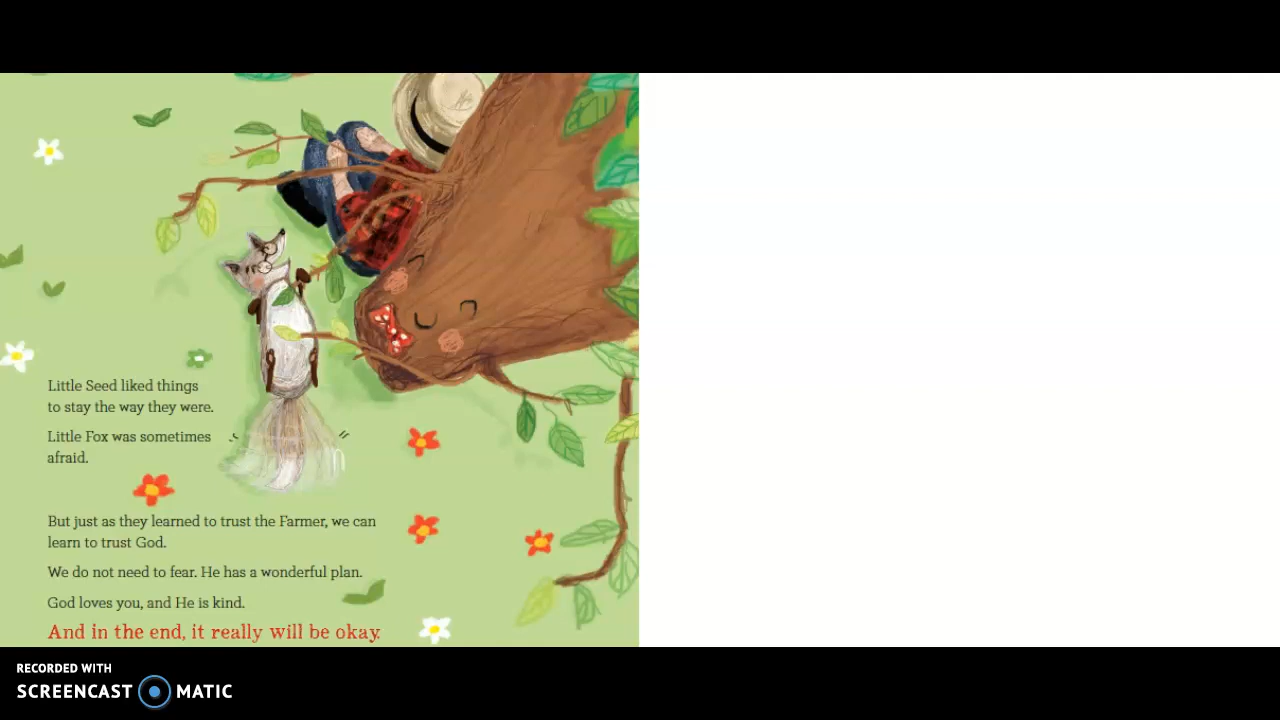 Little Seed liked things
to stay the way they were.
Little Fox was sometimes
afraid.
But just as they learned to trust the Farmer, we can
learn to trust God.
We do not need to fear. He has a wonderful plan.
God loves you, and He is kind.
And in the end, it really will be okay.
RECORDED WITH
SCREENCAST MATIC